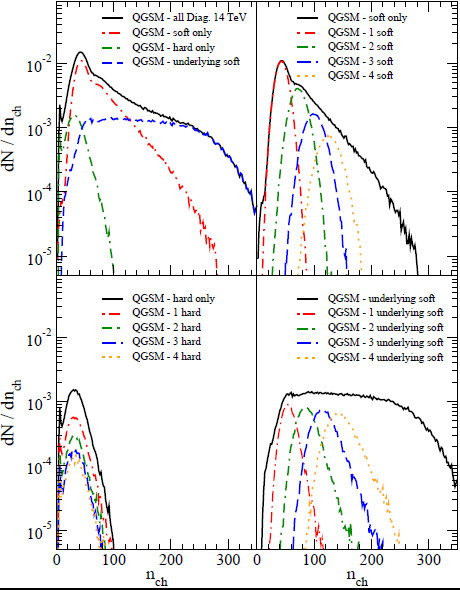 QGSM - all Diag. 14 TeV
QGSM - soft only
QGSM - hard only
QGSM - underlying soft
QGSM - soft only
QGSM - 1 soft
QGSM - 2 soft
QGSM - 3 soft
QGSM - 4 soft
dN / dn_ch
10^-2
10^-3
10^-4
10^-5
QGSM - hard only
QGSM - 1 hard
QGSM - 2 hard
QGSM - 3 hard
QGSM - 4 hard
QGSM - underlying soft
QGSM - 1 underlying soft
QGSM - 2 underlying soft
QGSM - 3 underlying soft
QGSM - 4 underlying soft
dN / dn_ch
10^-2
10^-3
10^-4
10^-5
0 100 200 300 0 100 200 300
n_ch n_ch